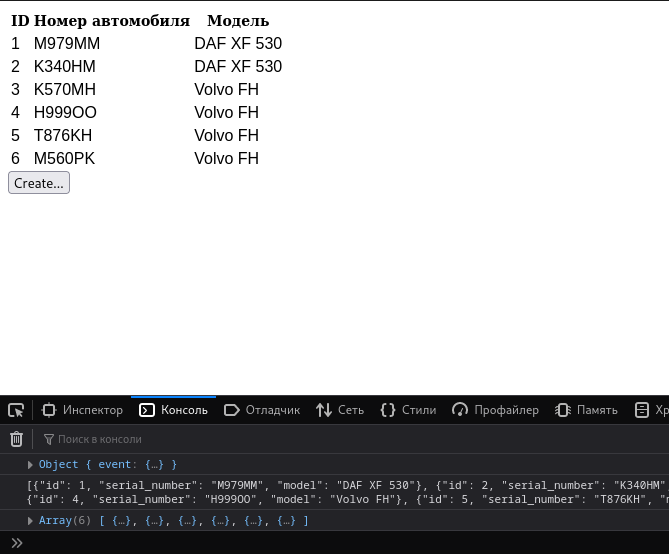 ID Номер автомобиля Модель
1 M979MM DAF XF 530
2 K340HM DAF XF 530
3 K570MH Volvo FH
4 H999OO Volvo FH
5 T876KH Volvo FH
6 M560PK Volvo FH
Create...
Инспектор Консоль Отладчик Сеть Стили Профайлер Память Хр
Поиск в консоли
Object { event: {…} }
[{"id": 1, "serial_number": "M979MM", "model": "DAF XF 530"}, {"id": 2, "serial_number": "K340HM",
{"id": 4, "serial_number": "H999OO", "model": "Volvo FH"}, {"id": 5, "serial_number": "T876KH", "m
Array(6) [ {…}, {…}, {…}, {…}, {…}, {…} ]